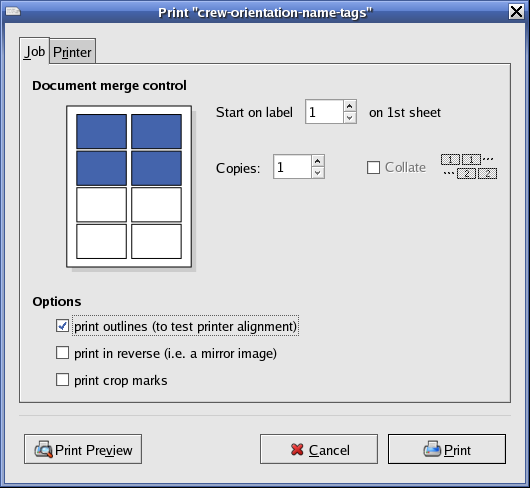 Print "crew-orientation-name-tags"
Job Printer
Document merge control
Start on label 1 on 1st sheet
Copies: 1 Collate 1 1 ... ... 2 2
Options
print outlines (to test printer alignment)
print in reverse (i.e. a mirror image)
print crop marks
Print Preview Cancel Print